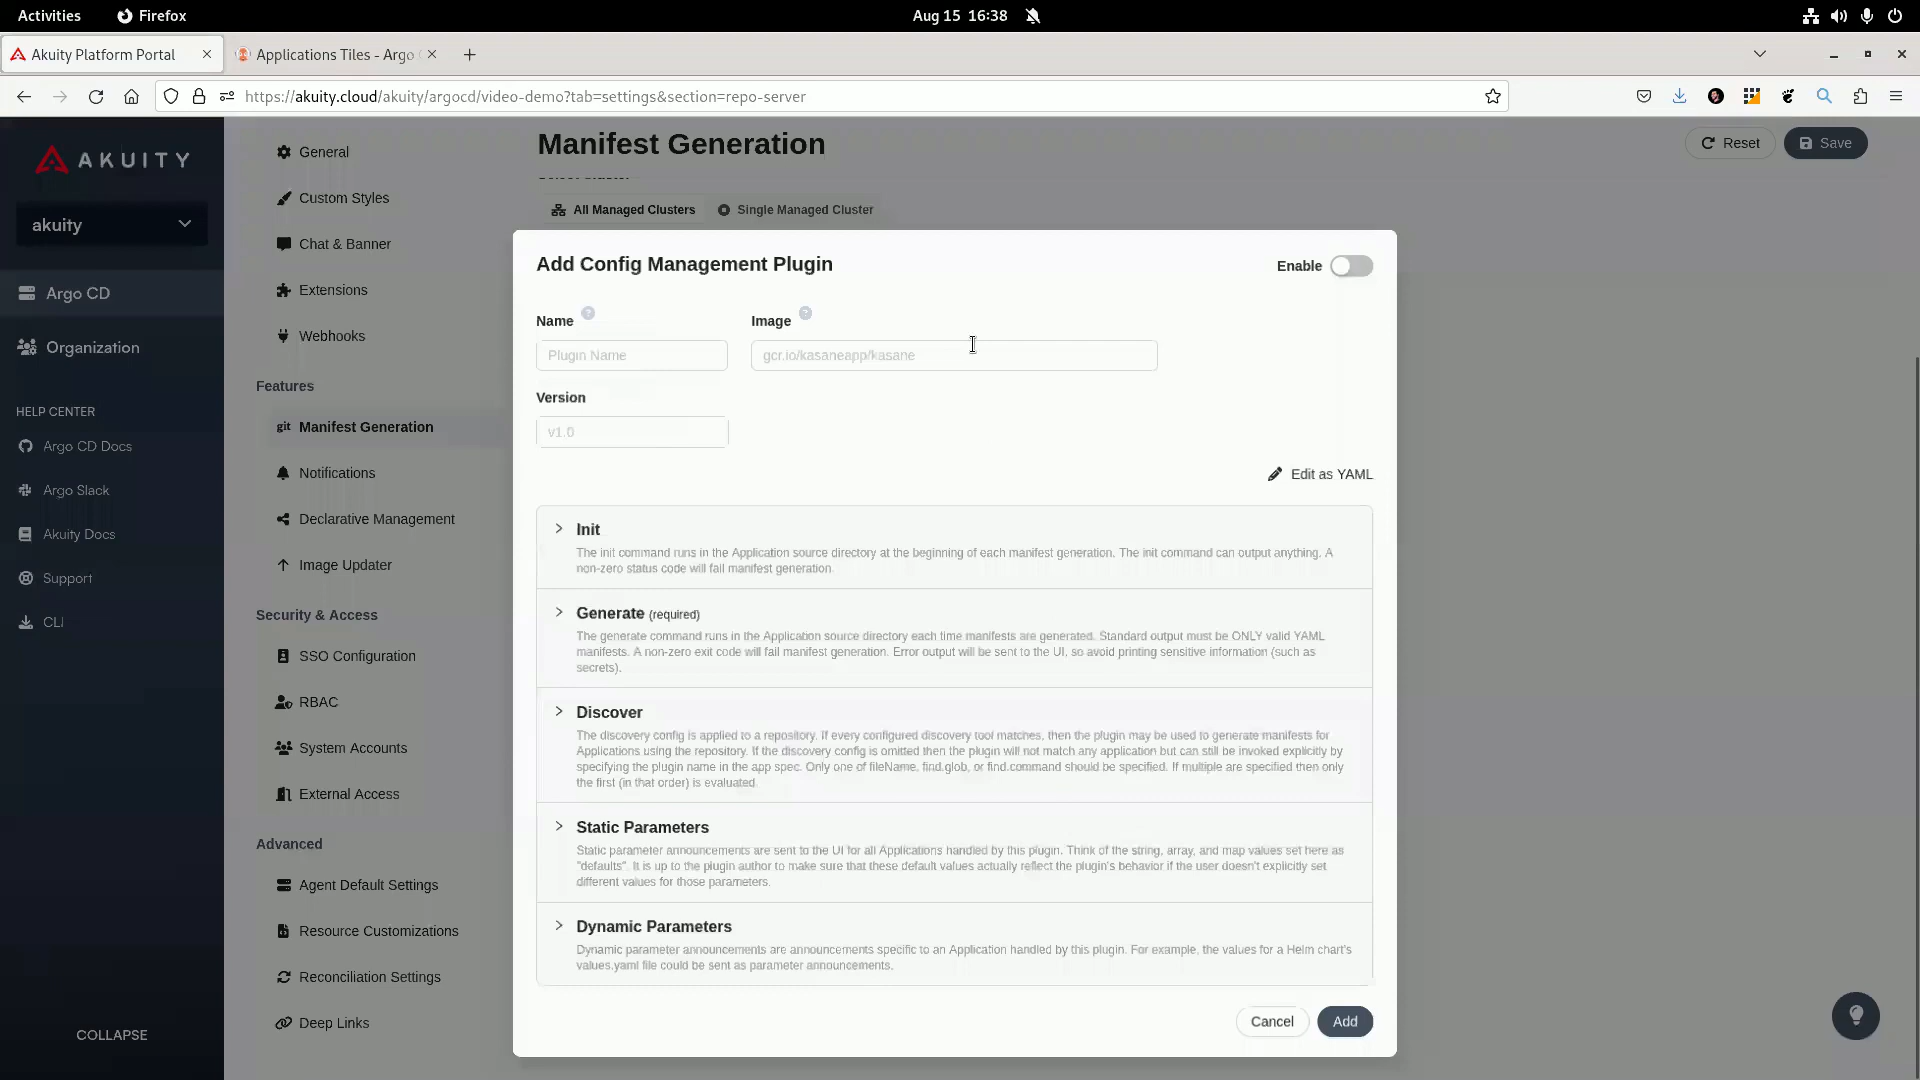 Activities
Firefox
Aug 15 16:38
Akuity Platform Portal
Applications Tiles - Argo
https://akuity.cloud/akuity/argocd/video-demo?tab=settings&section=repo-server
AKUITY
akuity
Argo CD
Organization
HELP CENTER
Argo CD Docs
Argo Slack
Akuity Docs
Support
CLI
COLLAPSE
General
Custom Styles
Chat & Banner
Extensions
Webhooks
Features
git Manifest Generation
Notifications
Declarative Management
Image Updater
Security & Access
SSO Configuration
RBAC
System Accounts
External Access
Advanced
Agent Default Settings
Resource Customizations
Reconciliation Settings
Deep Links
Manifest Generation
Reset
Save
All Managed Clusters
Single Managed Cluster
Add Config Management Plugin
Enable
Name ?
Image ?
Plugin Name
gcr.io/kasaneapp/kasane
Version
v1.0
Edit as YAML
Init
The init command runs in the Application source directory at the beginning of each manifest generation. The init command can output anything. A
non-zero status code will fail manifest generation.
Generate (required)
The generate command runs in the Application source directory each time manifests are generated. Standard output must be ONLY valid YAML
manifests. A non-zero exit code will fail manifest generation. Error output will be sent to the UI, so avoid printing sensitive information (such as
secrets).
Discover
The discovery config is applied to a repository. If every configured discovery tool matches, then the plugin may be used to generate manifests for
Applications using the repository. If the discovery config is omitted then the plugin will not match any application but can still be invoked explicitly by
specifying the plugin name in the app spec. Only one of fileName, find.glob, or find.command should be specified. If multiple are specified then only
the first (in that order) is evaluated.
Static Parameters
Static parameter announcements are sent to the UI for all Applications handled by this plugin. Think of the string, array, and map values set here as
"defaults". It is up to the plugin author to make sure that these default values actually reflect the plugin's behavior if the user doesn't explicitly set
different values for those parameters.
Dynamic Parameters
Dynamic parameter announcements are announcements specific to an Application handled by this plugin. For example, the values for a Helm chart's
values.yaml file could be sent as parameter announcements.
Cancel
Add